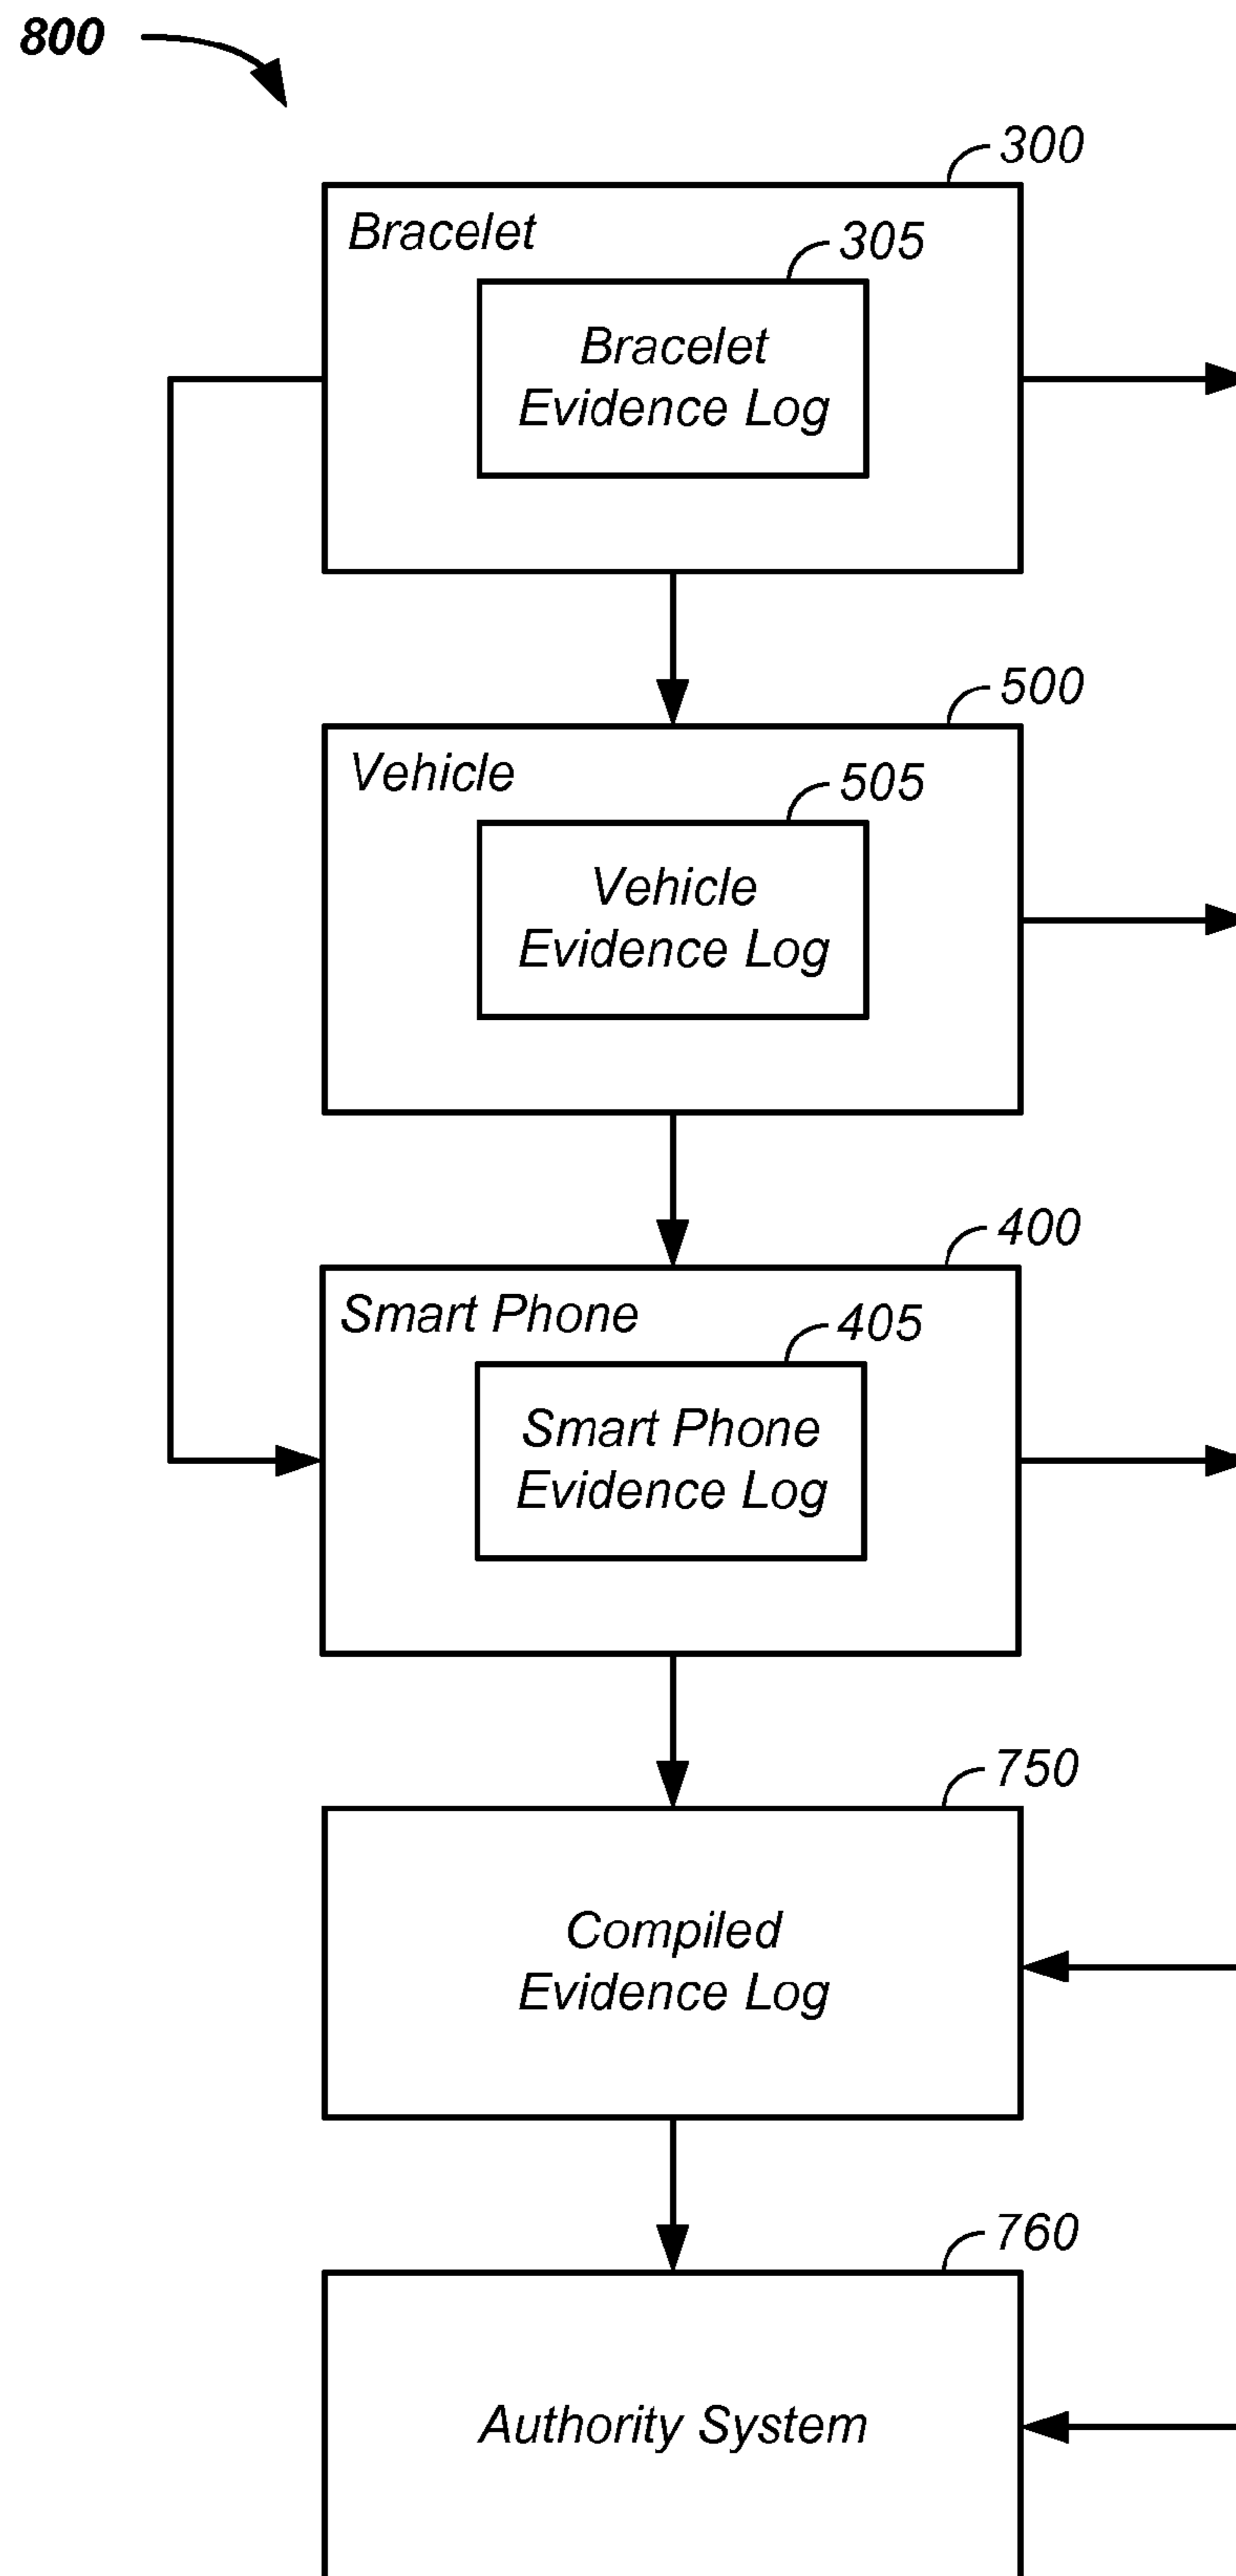 800
300
Bracelet
305
Bracelet
Evidence Log
500
Vehicle
505
Vehicle
Evidence Log
400
Smart Phone
405
Smart Phone
Evidence Log
750
Compiled
Evidence Log
760
Authority System